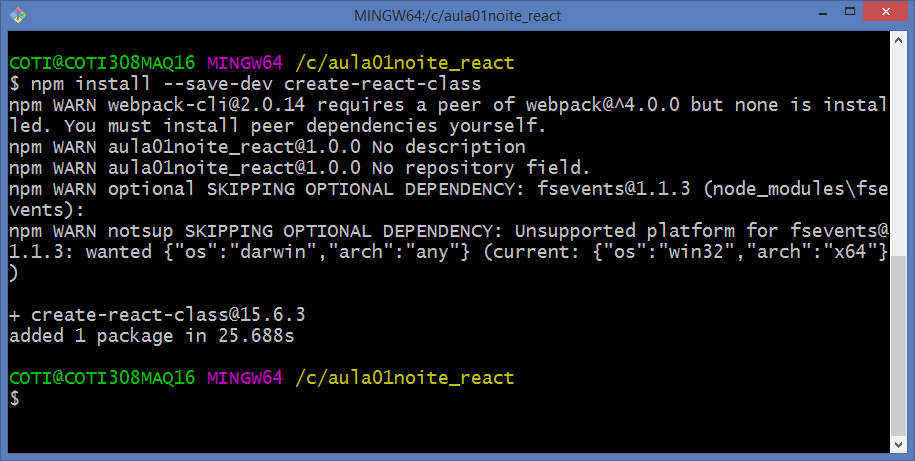 MINGW64:/c/aula01noite_react
COTI@COTI308MAQ16 MINGW64 /c/aula01noite_react
$ npm install --save-dev create-react-class
npm WARN webpack-cli@2.0.14 requires a peer of webpack@^4.0.0 but none is instal
led. You must install peer dependencies yourself.
npm WARN aula01noite_react@1.0.0 No description
npm WARN aula01noite_react@1.0.0 No repository field.
npm WARN optional SKIPPING OPTIONAL DEPENDENCY: fsevents@1.1.3 (node_modules\fse
vents):
npm WARN notsup SKIPPING OPTIONAL DEPENDENCY: Unsupported platform for fsevents@
1.1.3: wanted {"os":"darwin","arch":"any"} (current: {"os":"win32","arch":"x64"}
)
+ create-react-class@15.6.3
added 1 package in 25.688s
COTI@COTI308MAQ16 MINGW64 /c/aula01noite_react
$